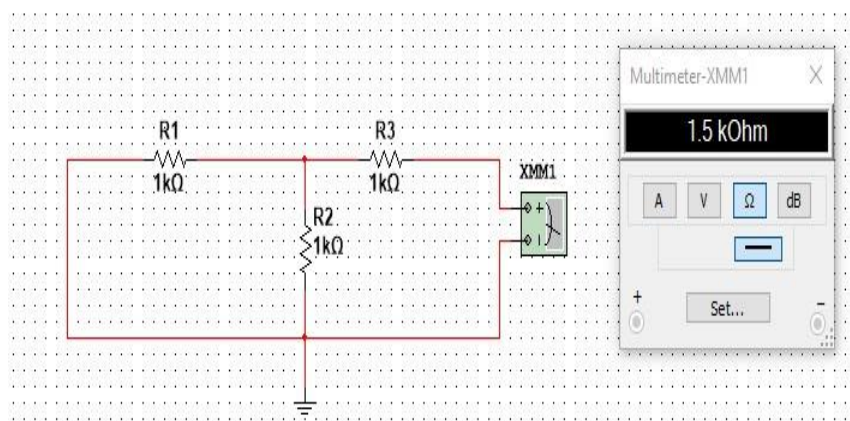 R1
1kΩ
R3
1kΩ
R2
1kΩ
XMM1
+
Multimeter-XMM1 X
1.5 kOhm
A V Ω dB
+ Set... -